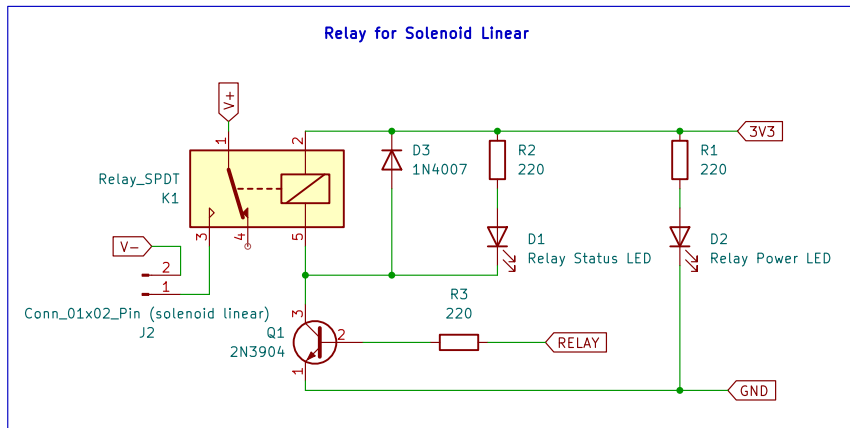 Relay for Solenoid Linear
V+
1
2
3V3
D3
1N4007
R2
220
R1
220
Relay_SPDT
K1
3
4
5
V-
2
1
D1
Relay Status LED
D2
Relay Power LED
Conn_01x02_Pin (solenoid linear)
J2
R3
220
3
Q1
2N3904
2
RELAY
1
GND